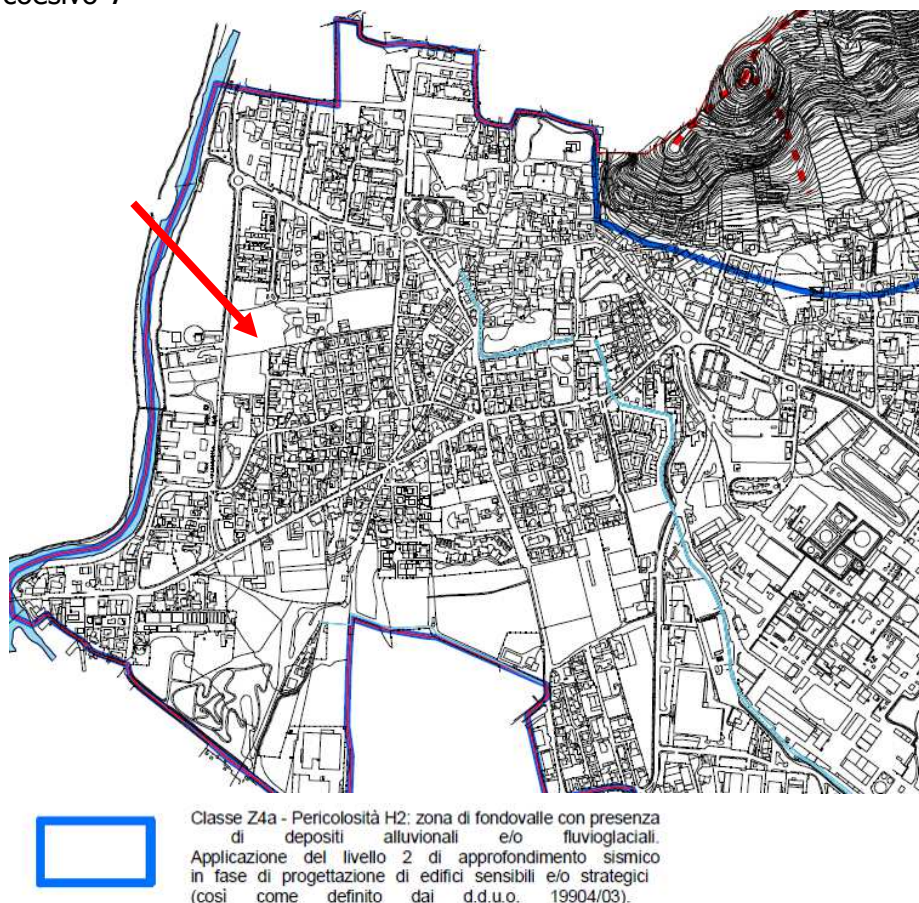 Classe Z4a - Pericolosità H2: zona di fondovalle con presenza
di depositi alluvionali e/o fluvioglaciali.
Applicazione del livello 2 di approfondimento sismico
in fase di progettazione di edifici sensibili e/o strategici
(così come definito dai d.d.u.o. 19904/03).